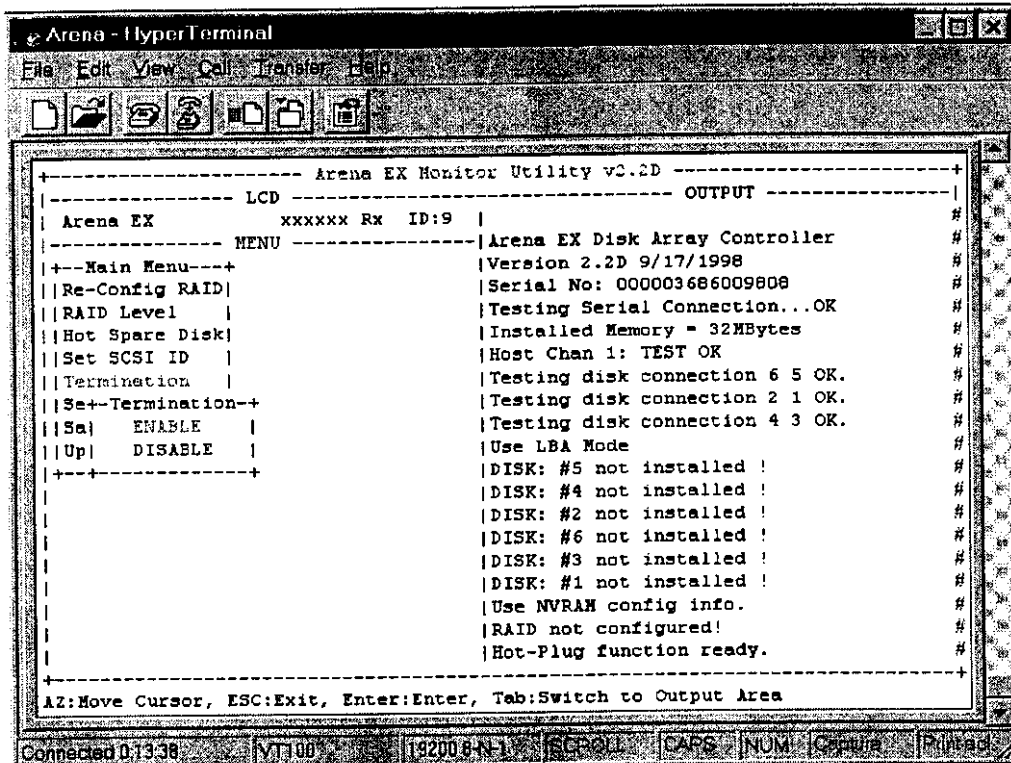 Arena - HyperTerminal
File Edit View Call Transfer Help
+---------------------- Arena EX Monitor Utility v2.2D ----------------------+
|--------------- LCD --------------------------------- OUTPUT ----------------|
| Arena EX xxxxxx Rx ID:9 | #
|--------------- MENU ----------------|Arena EX Disk Array Controller #
|+--Main Menu---+ |Version 2.2D 9/17/1998 #
||Re-Config RAID| |Serial No: 000003686009808 #
||RAID Level | |Testing Serial Connection...OK #
||Hot Spare Disk| |Installed Memory = 32MBytes #
||Set SCSI ID | |Host Chan 1: TEST OK #
||Termination | |Testing disk connection 6 5 OK. #
||Se+-Termination-+ |Testing disk connection 2 1 OK. #
||Sa| ENABLE | |Testing disk connection 4 3 OK. #
||Up| DISABLE | |Use LBA Mode #
|+--+--------------+ |DISK: #5 not installed ! #
| |DISK: #4 not installed ! #
| |DISK: #2 not installed ! #
| |DISK: #6 not installed ! #
| |DISK: #3 not installed ! #
| |DISK: #1 not installed ! #
| |Use NVRAM config info. #
| |RAID not configured! #
| |Hot-Plug function ready. #
+-----------------------------------------------------------------------------+
AZ:Move Cursor, ESC:Exit, Enter:Enter, Tab:Switch to Output Area
Connected 0:13:38 VT100 19200 8-N-1 SCROLL CAPS NUM Capture Print ec